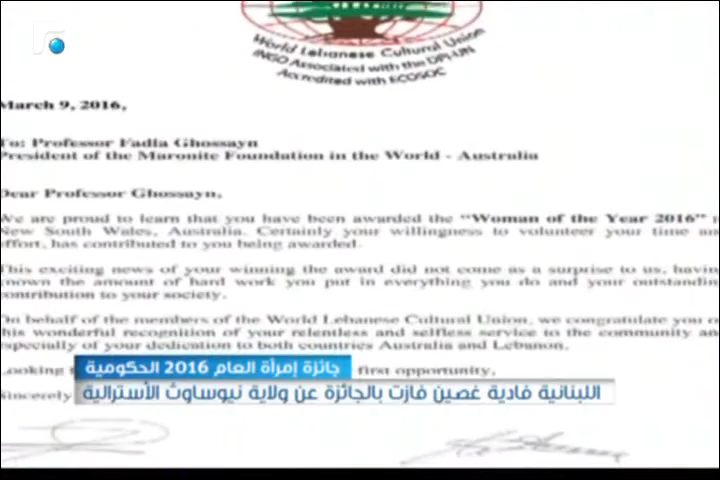 World Lebanese Cultural Union
INGO Associated with the DPI-UN
Accredited with ECOSOC
March 9, 2016,
To: Professor Fadla Ghossayn
President of the Maronite Foundation in the World - Australia
Dear Professor Ghossayn,
We are proud to learn that you have been awarded the "Woman of the Year 2016"
New South Wales, Australia. Certainly your willingness to volunteer your time and
effort, has contributed to you being awarded.
This exciting news of your winning the award did not come as a surprise to us, having
known the amount of hard work you put in everything you do and your outstanding
contribution to your society.
On behalf of the members of the World Lebanese Cultural Union, we congratulate you
this wonderful recognition of your relentless and selfless service to the community and
especially of your dedication to both countries Australia and Lebanon.
Looking first opportunity,
Sincerely
جائزة إمرأة العام 2016 الحكومية
اللبنانية فادية غصين فازت بالجائزة عن ولاية نيوساوث الأسترالية